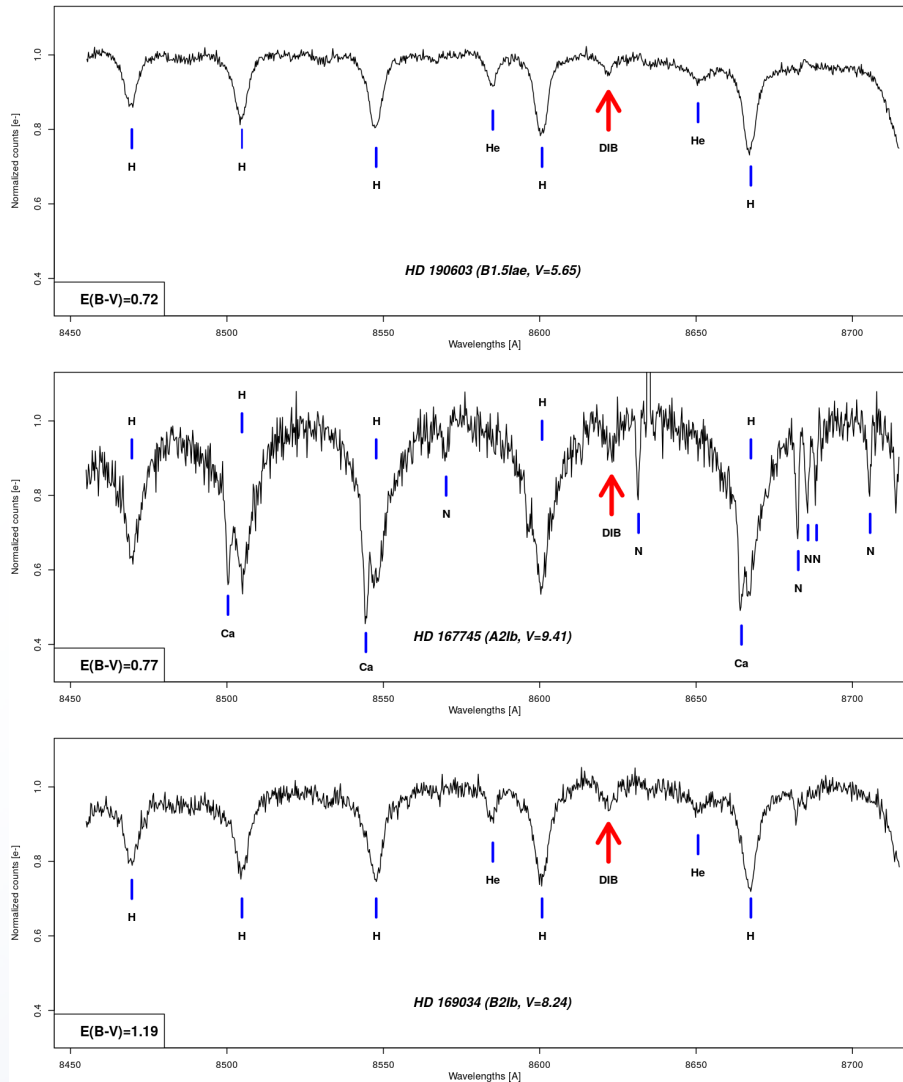 Normalized counts [e-]
1.0
0.8
0.6
0.4
H
H
H
He
H
DIB
He
H
HD 190603 (B1.5Iae, V=5.65)
E(B-V)=0.72
8450 8500 8550 8600 8650 8700
Wavelengths [A]
Normalized counts [e-]
1.0
0.8
0.6
0.4
H
H
H
H
H
N
DIB
N
N
N
N
N
Ca
Ca
Ca
HD 167745 (A2Ib, V=9.41)
E(B-V)=0.77
8450 8500 8550 8600 8650 8700
Wavelengths [A]
Normalized counts [e-]
1.0
0.8
0.6
0.4
H
H
H
He
H
DIB
He
H
HD 169034 (B2Ib, V=8.24)
E(B-V)=1.19
8450 8500 8550 8600 8650 8700
Wavelengths [A]